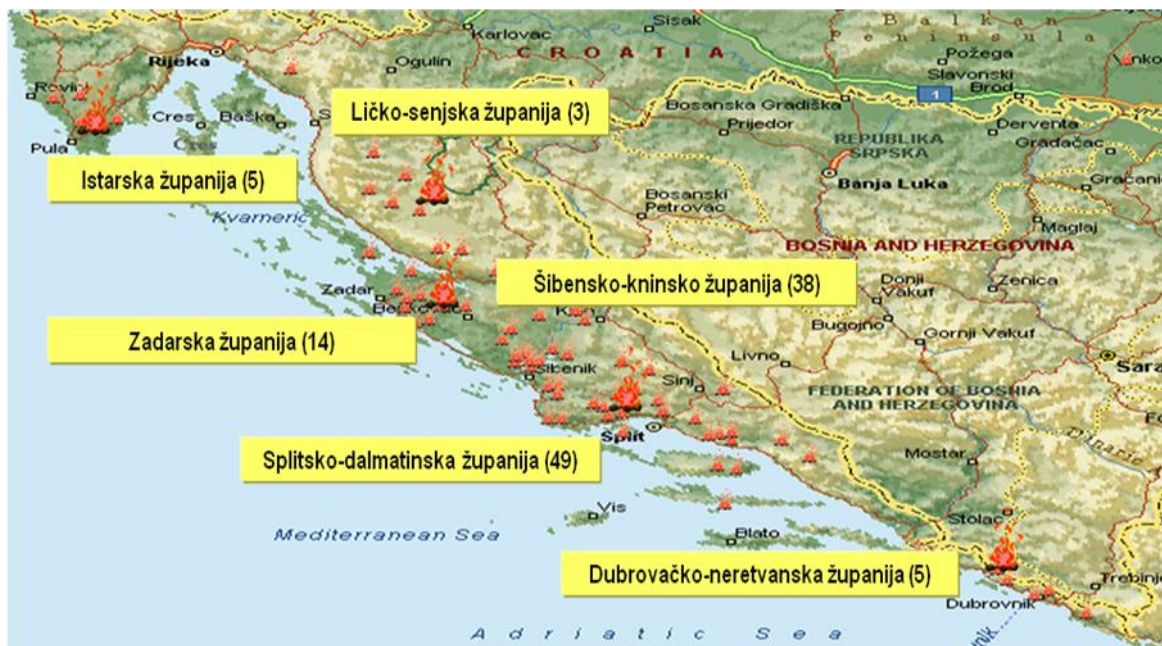 Sisak
Balkan
Peninsula
Karlovac
CROATIA
Požega
Rijeka
Ogulin
Slavonski
Brod
1
Bosanska Gradiška
Ličko-senjska županija (3)
Cres
Baška
Prijedor
REPUBLIKA
SRPSKA
Derventa
Gradačac
Pula
Cres
Istarska županija (5)
Banja Luka
Bosanski
Petrovac
Kvarnerić
Maglaj
BOSNIA AND HERZEGOVINA
Šibensko-kninsko županija (38)
Donji
Vakuf
Zenica
Zadar
Bugojno
Gornji Vakuf
Zadarska županija (14)
Livno
Sinj
FEDERATION OF BOSNIA
AND HERZEGOVINA
Split
Splitsko-dalmatinska županija (49)
Mostar
Vis
Stolac
Mediterranean Sea
Blato
Dubrovačko-neretvanska županija (5)
Trebinje
Dubrovnik
Adriatic Sea